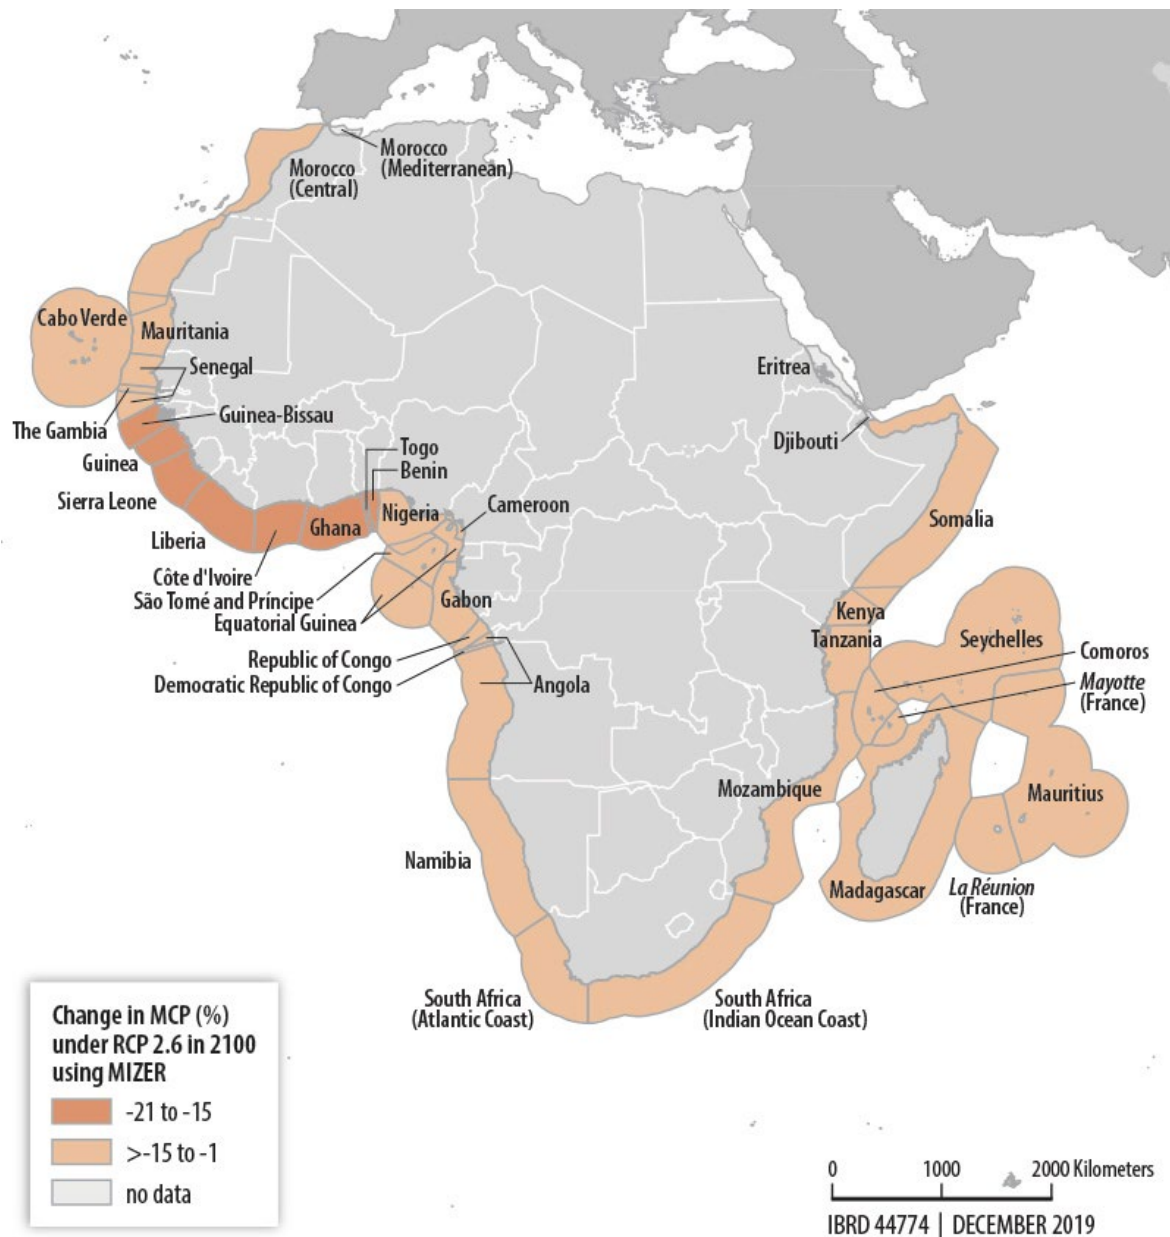 Morocco
(Mediterranean)
Morocco
(Central)
Cabo Verde
Mauritania
Senegal
The Gambia
Guinea-Bissau
Guinea
Sierra Leone
Liberia
Côte d'Ivoire
Ghana
Togo
Benin
Nigeria
Cameroon
São Tomé and Príncipe
Equatorial Guinea
Gabon
Republic of Congo
Democratic Republic of Congo
Angola
Namibia
South Africa
(Atlantic Coast)
South Africa
(Indian Ocean Coast)
Eritrea
Djibouti
Somalia
Kenya
Tanzania
Seychelles
Comoros
Mayotte
(France)
Mozambique
Mauritius
Madagascar
La Réunion
(France)
Change in MCP (%)
under RCP 2.6 in 2100
using MIZER
-21 to -15
>-15 to -1
no data
0 1000 2000 Kilometers
IBRD 44774 | DECEMBER 2019